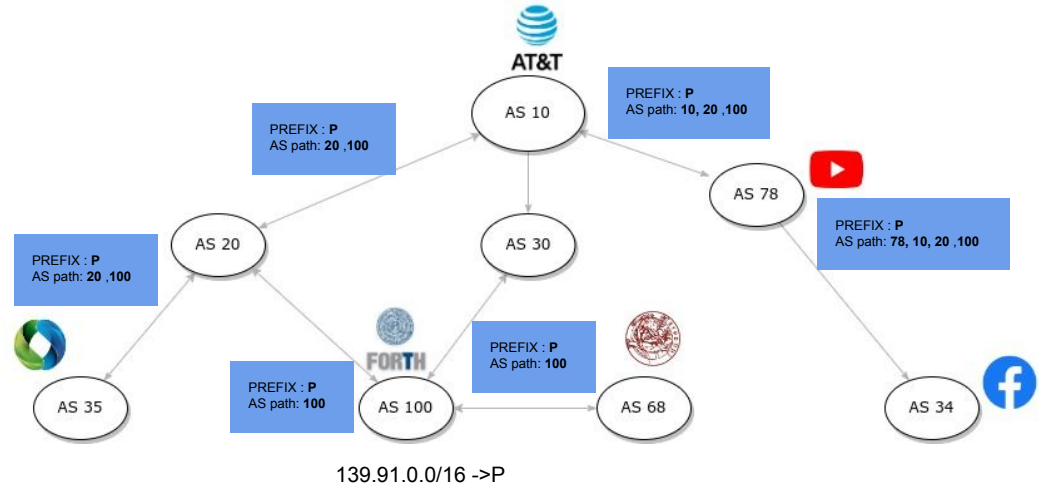 AT&T
AS 10
PREFIX : P
AS path: 10, 20 ,100
PREFIX : P
AS path: 20 ,100
AS 78
PREFIX : P
AS path: 78, 10, 20 ,100
AS 20
AS 30
PREFIX : P
AS path: 20 ,100
FORTH
PREFIX : P
AS path: 100
PREFIX : P
AS path: 100
AS 35
AS 100
AS 68
AS 34
139.91.0.0/16 ->P